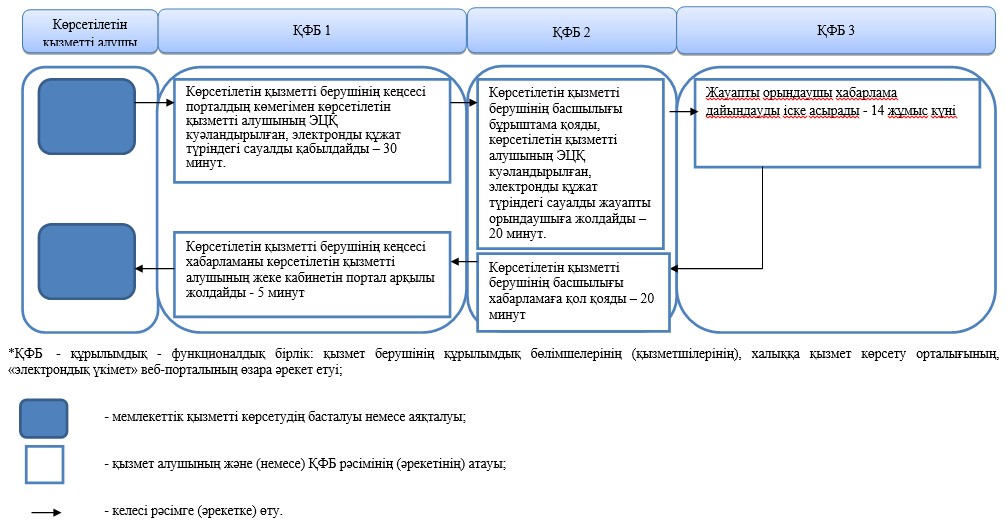 Көрсетілетін
қызметті алушы
ҚФБ 1
ҚФБ 2
ҚФБ 3
Көрсетілетін қызметті берушінің кеңсесі
порталдың көмегімен көрсетілетін
қызметті алушының ЭЦҚ
куәландырылған, электронды құжат
түріндегі сауалды қабылдайды – 30
минут.
Көрсетілетін қызметті
берушінің басшылығы
бұрыштама қояды,
көрсетілетін қызметті
алушының ЭЦҚ
куәландырылған,
электронды құжат
түріндегі сауалды жауапты
орындаушыға жолдайды –
20 минут.
Жауапты орындаушы хабарлама
дайындауды іске асырады - 14 жұмыс күні
Көрсетілетін қызметті берушінің кеңсесі
хабарламаны көрсетілетін қызметті
алушының жеке кабинетін портал арқылы
жолдайды - 5 минут
Көрсетілетін қызметті
берушінің басшылығы
хабарламаға қол қояды – 20
минут
*ҚФБ - құрылымдық - функционалдық бірлік: қызмет берушінің құрылымдық бөлімшелерінің (қызметшілерінің), халыққа қызмет көрсету орталығының,
«электрондық үкімет» веб-порталының өзара әрекет етуі;
- мемлекеттік қызметті көрсетудің басталуы немесе аяқталуы;
- қызмет алушының және (немесе) ҚФБ рәсімінің (әрекетінің) атауы;
- келесі рәсімге (әрекетке) өту.